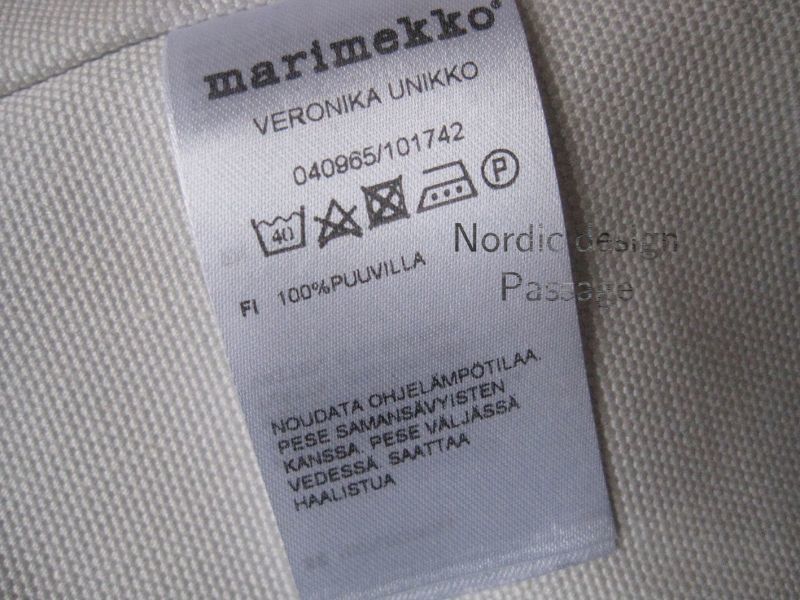 marimekko®
VERONIKA UNIKKO
040965/101742
40 P
FI 100%PUUVILLA
Nordic design
Passage
NOUDATA OHJELÄMPÖTILAA.
PESE SAMANSÄVYISTEN
KANSSA. PESE VÄLJÄSSÄ
VEDESSÄ. SAATTAA
HAALISTUA